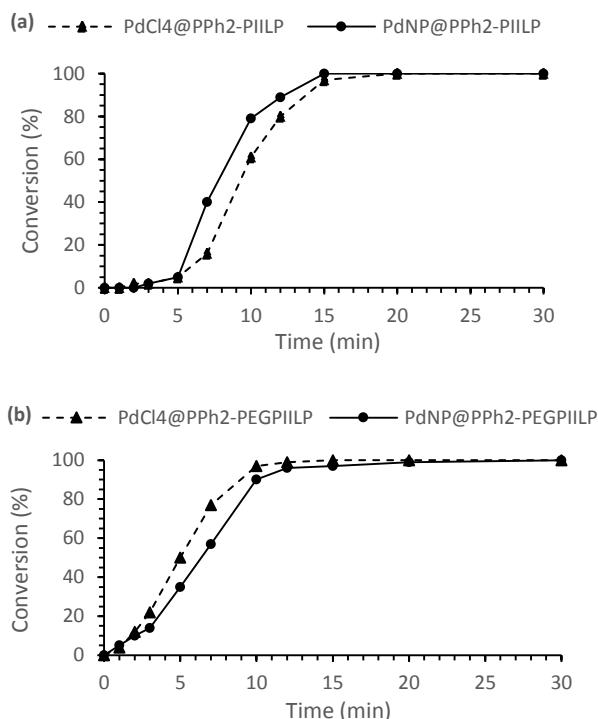 (a) PdCl4@PPh2-PIILP PdNP@PPh2-PIILP
100
80
60
40
20
0
Conversion (%)
0 5 10 15 20 25 30
Time (min)
(b) PdCl4@PPh2-PEGPIILP PdNP@PPh2-PEGPIILP
100
80
60
40
20
0
Conversion (%)
0 5 10 15 20 25 30
Time (min)